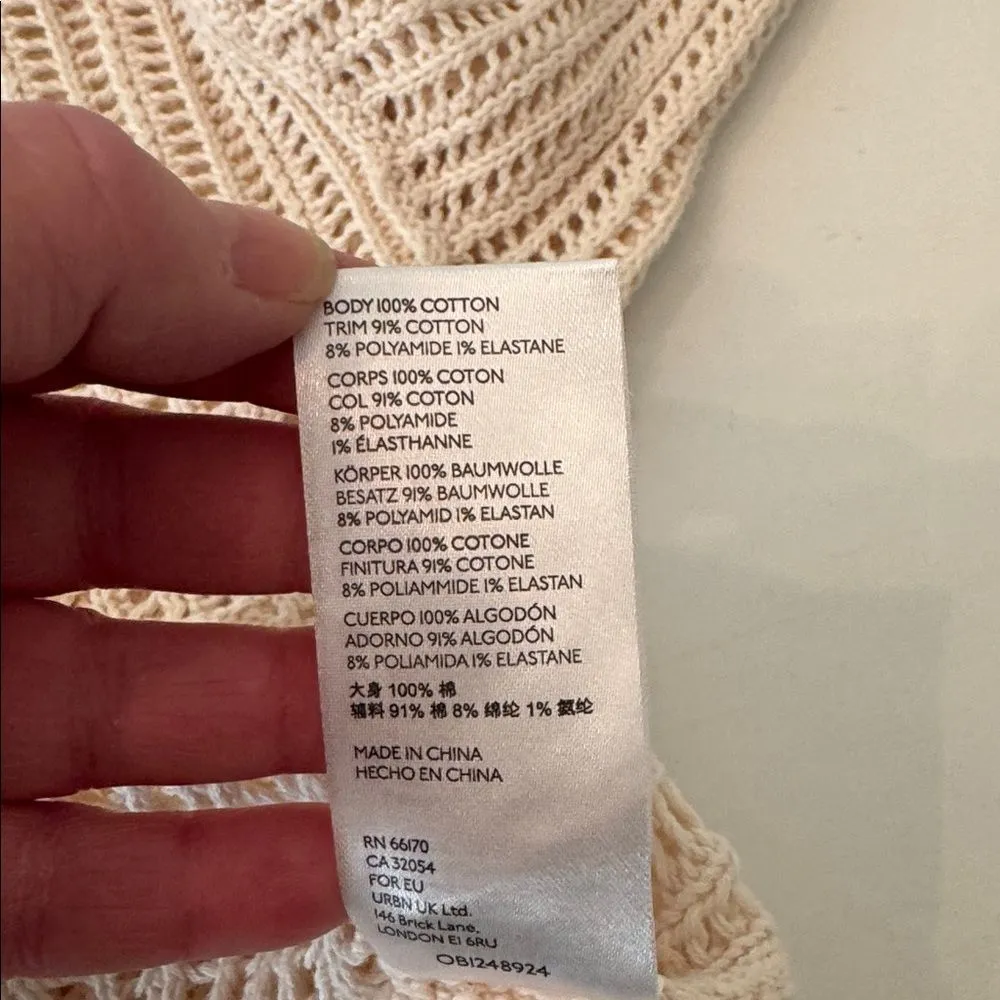 BODY 100% COTTON
TRIM 91% COTTON
8% POLYAMIDE 1% ELASTANE
CORPS 100% COTON
COL 91% COTON
8% POLYAMIDE
1% ÉLASTHANNE
KÖRPER 100% BAUMWOLLE
BESATZ 91% BAUMWOLLE
8% POLYAMID 1% ELASTAN
CORPO 100% COTONE
FINITURA 91% COTONE
8% POLIAMMIDE 1% ELASTAN
CUERPO 100% ALGODÓN
ADORNO 91% ALGODÓN
8% POLIAMIDA 1% ELASTANE
大身 100% 棉
辅料 91% 棉 8% 绵纶 1% 氨纶
MADE IN CHINA
HECHO EN CHINA
RN 66170
CA 32054
FOR EU
URBN UK Ltd.
146 Brick Lane,
LONDON E1 6RU
OB1248924